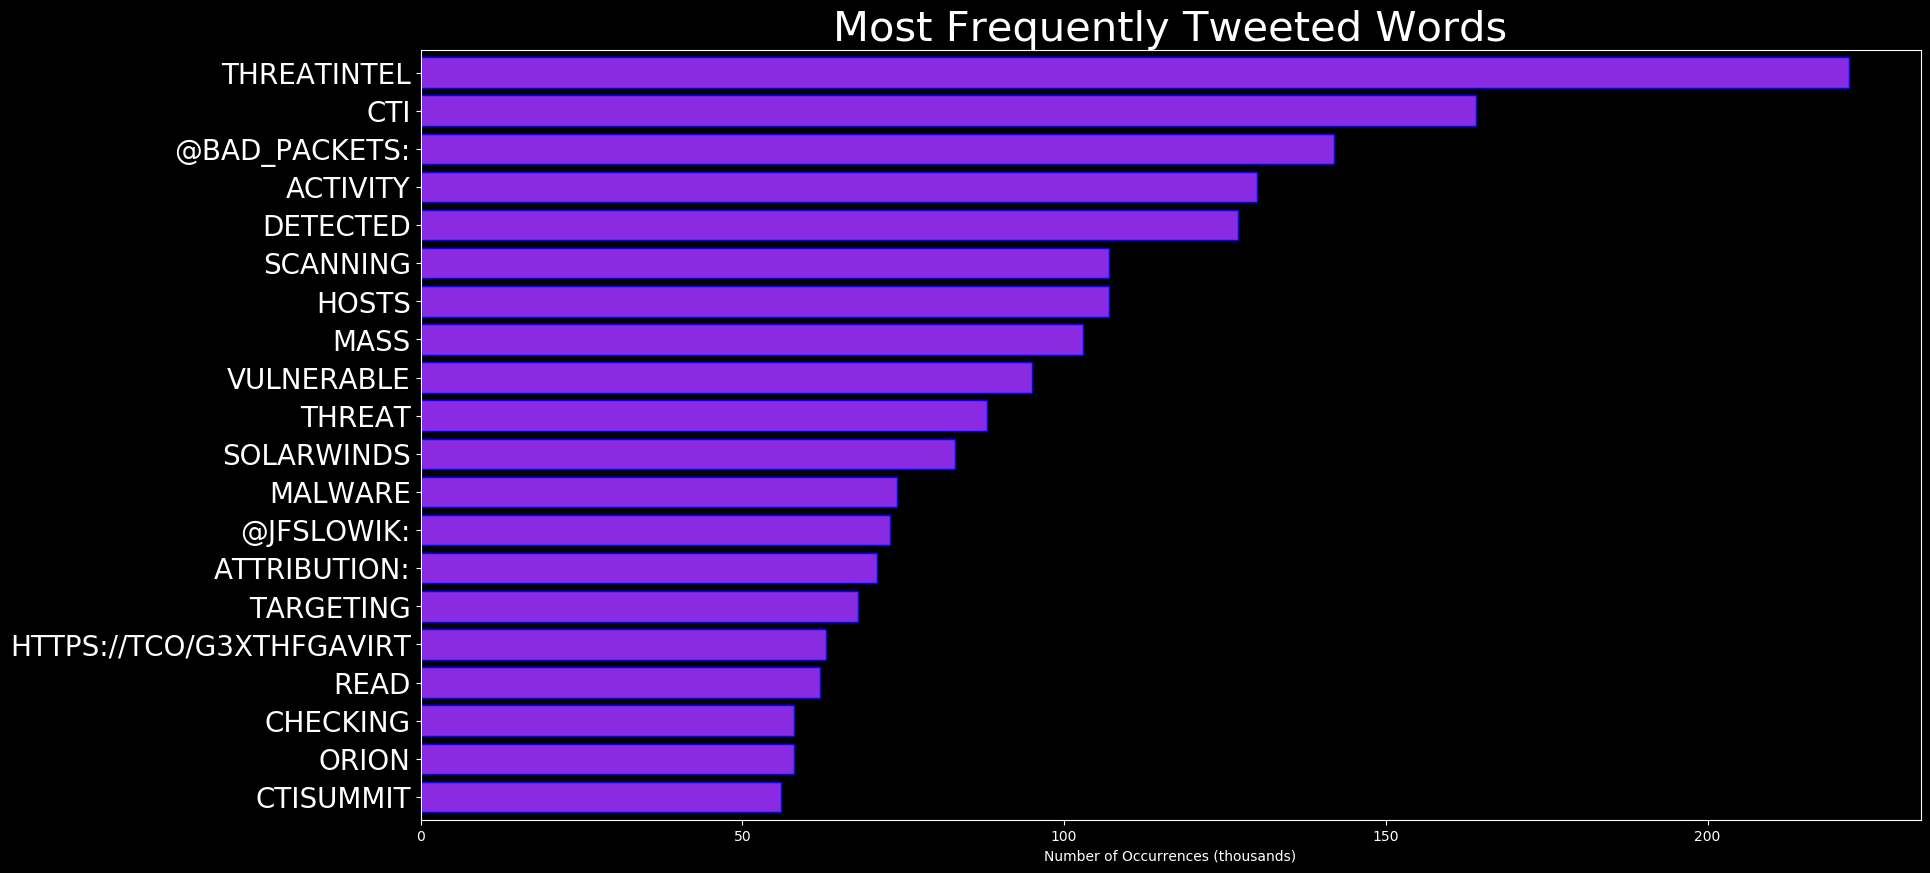 Most Frequently Tweeted Words
THREATINTEL
CTI
@BAD_PACKETS:
ACTIVITY
DETECTED
SCANNING
HOSTS
MASS
VULNERABLE
THREAT
SOLARWINDS
MALWARE
@JFSLOWIK:
ATTRIBUTION:
TARGETING
HTTPS://TCO/G3XTHFGAVIRT
READ
CHECKING
ORION
CTISUMMIT
0 50 100 150 200
Number of Occurrences (thousands)